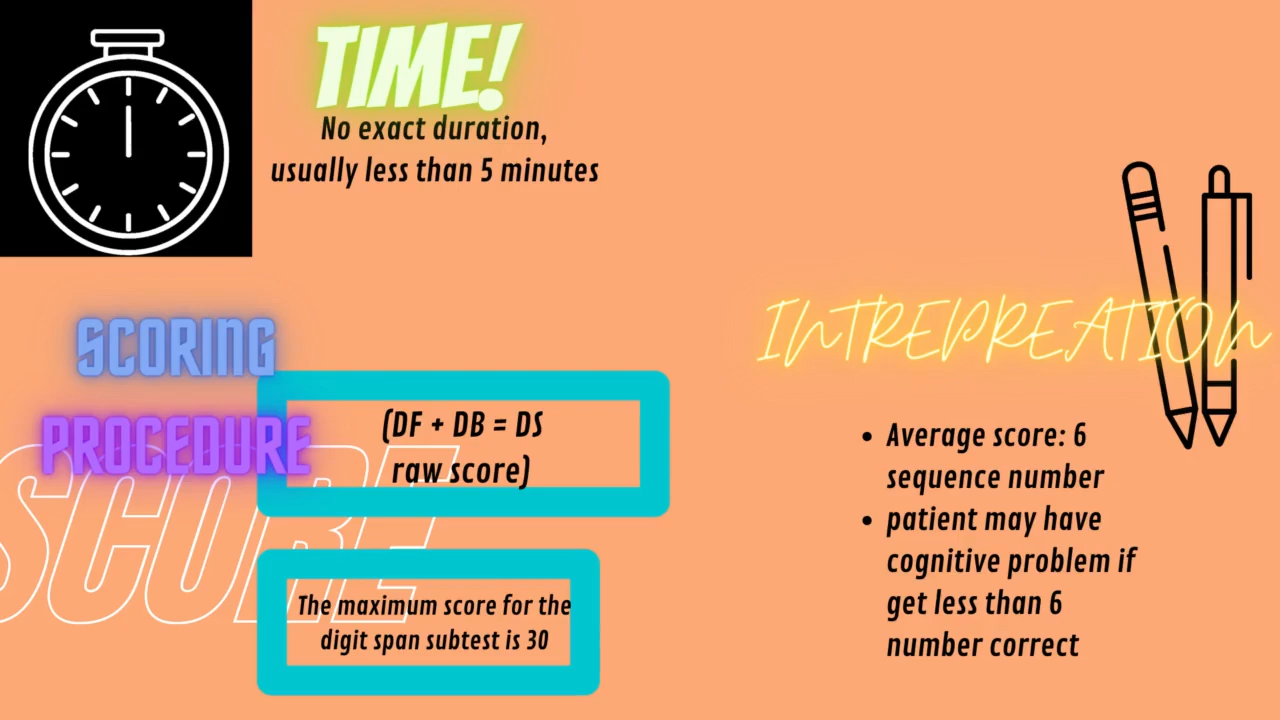 TIME!
No exact duration,
usually less than 5 minutes
SCORING
PROCEDURE
SCORE
(DF + DB = DS
raw score)
The maximum score for the
digit span subtest is 30
INTREPREATION
• Average score: 6
sequence number
• patient may have
cognitive problem if
get less than 6
number correct